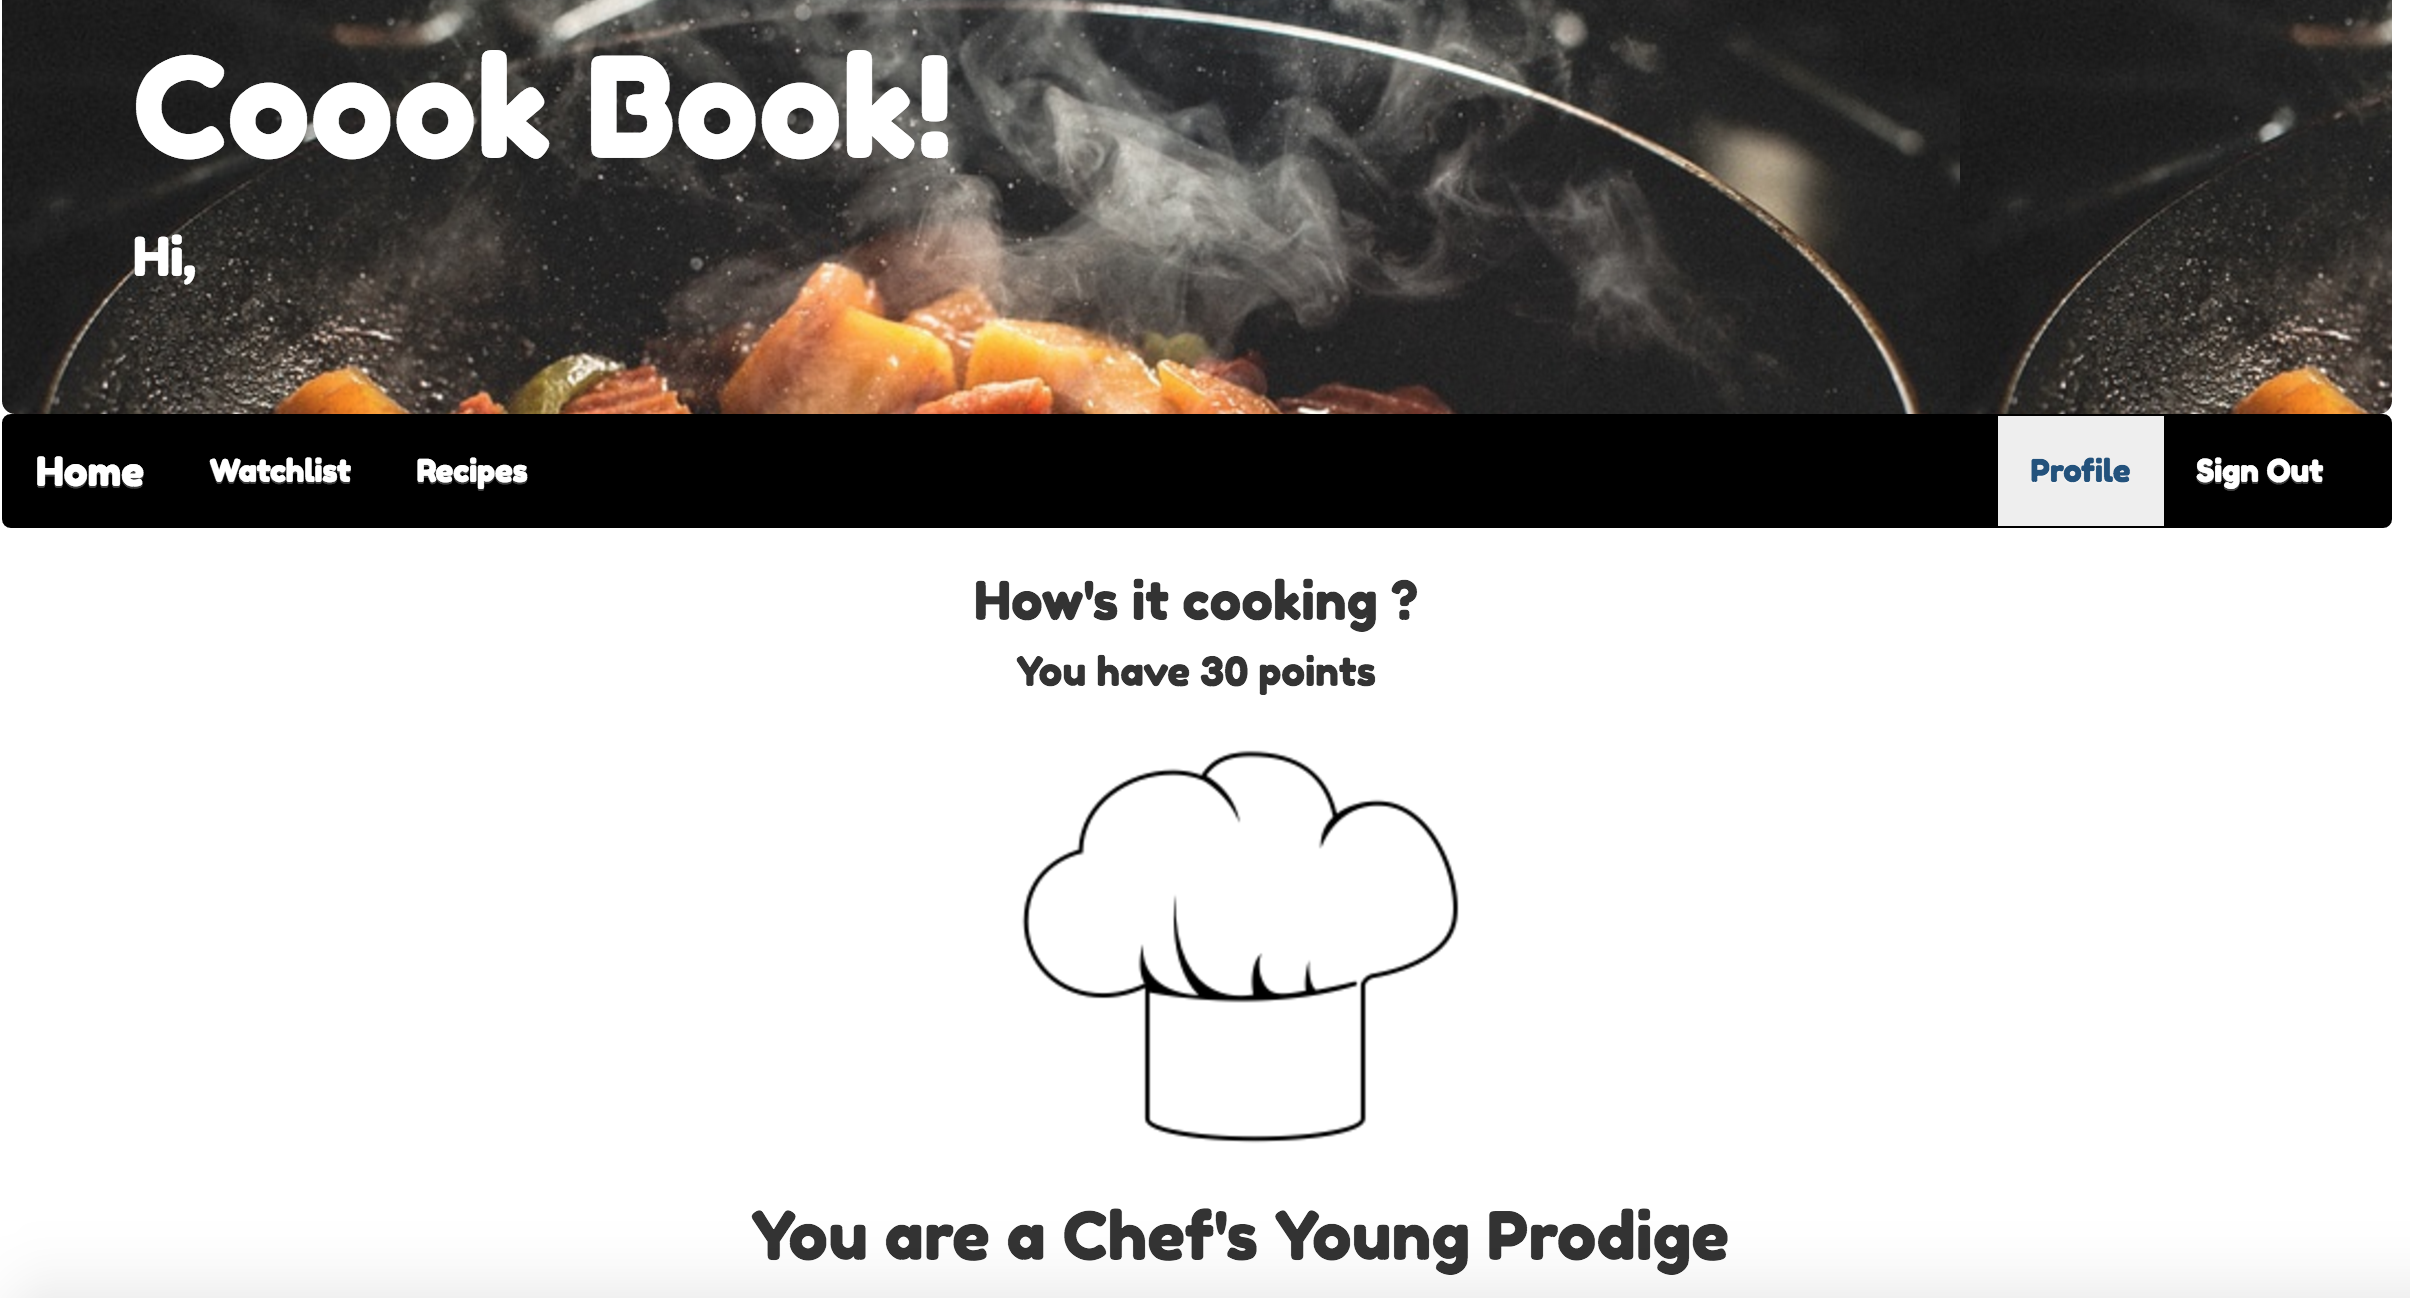 Coook Book!
Hi,
Home Watchlist Recipes Profile Sign Out
How's it cooking ?
You have 30 points
You are a Chef's Young Prodige